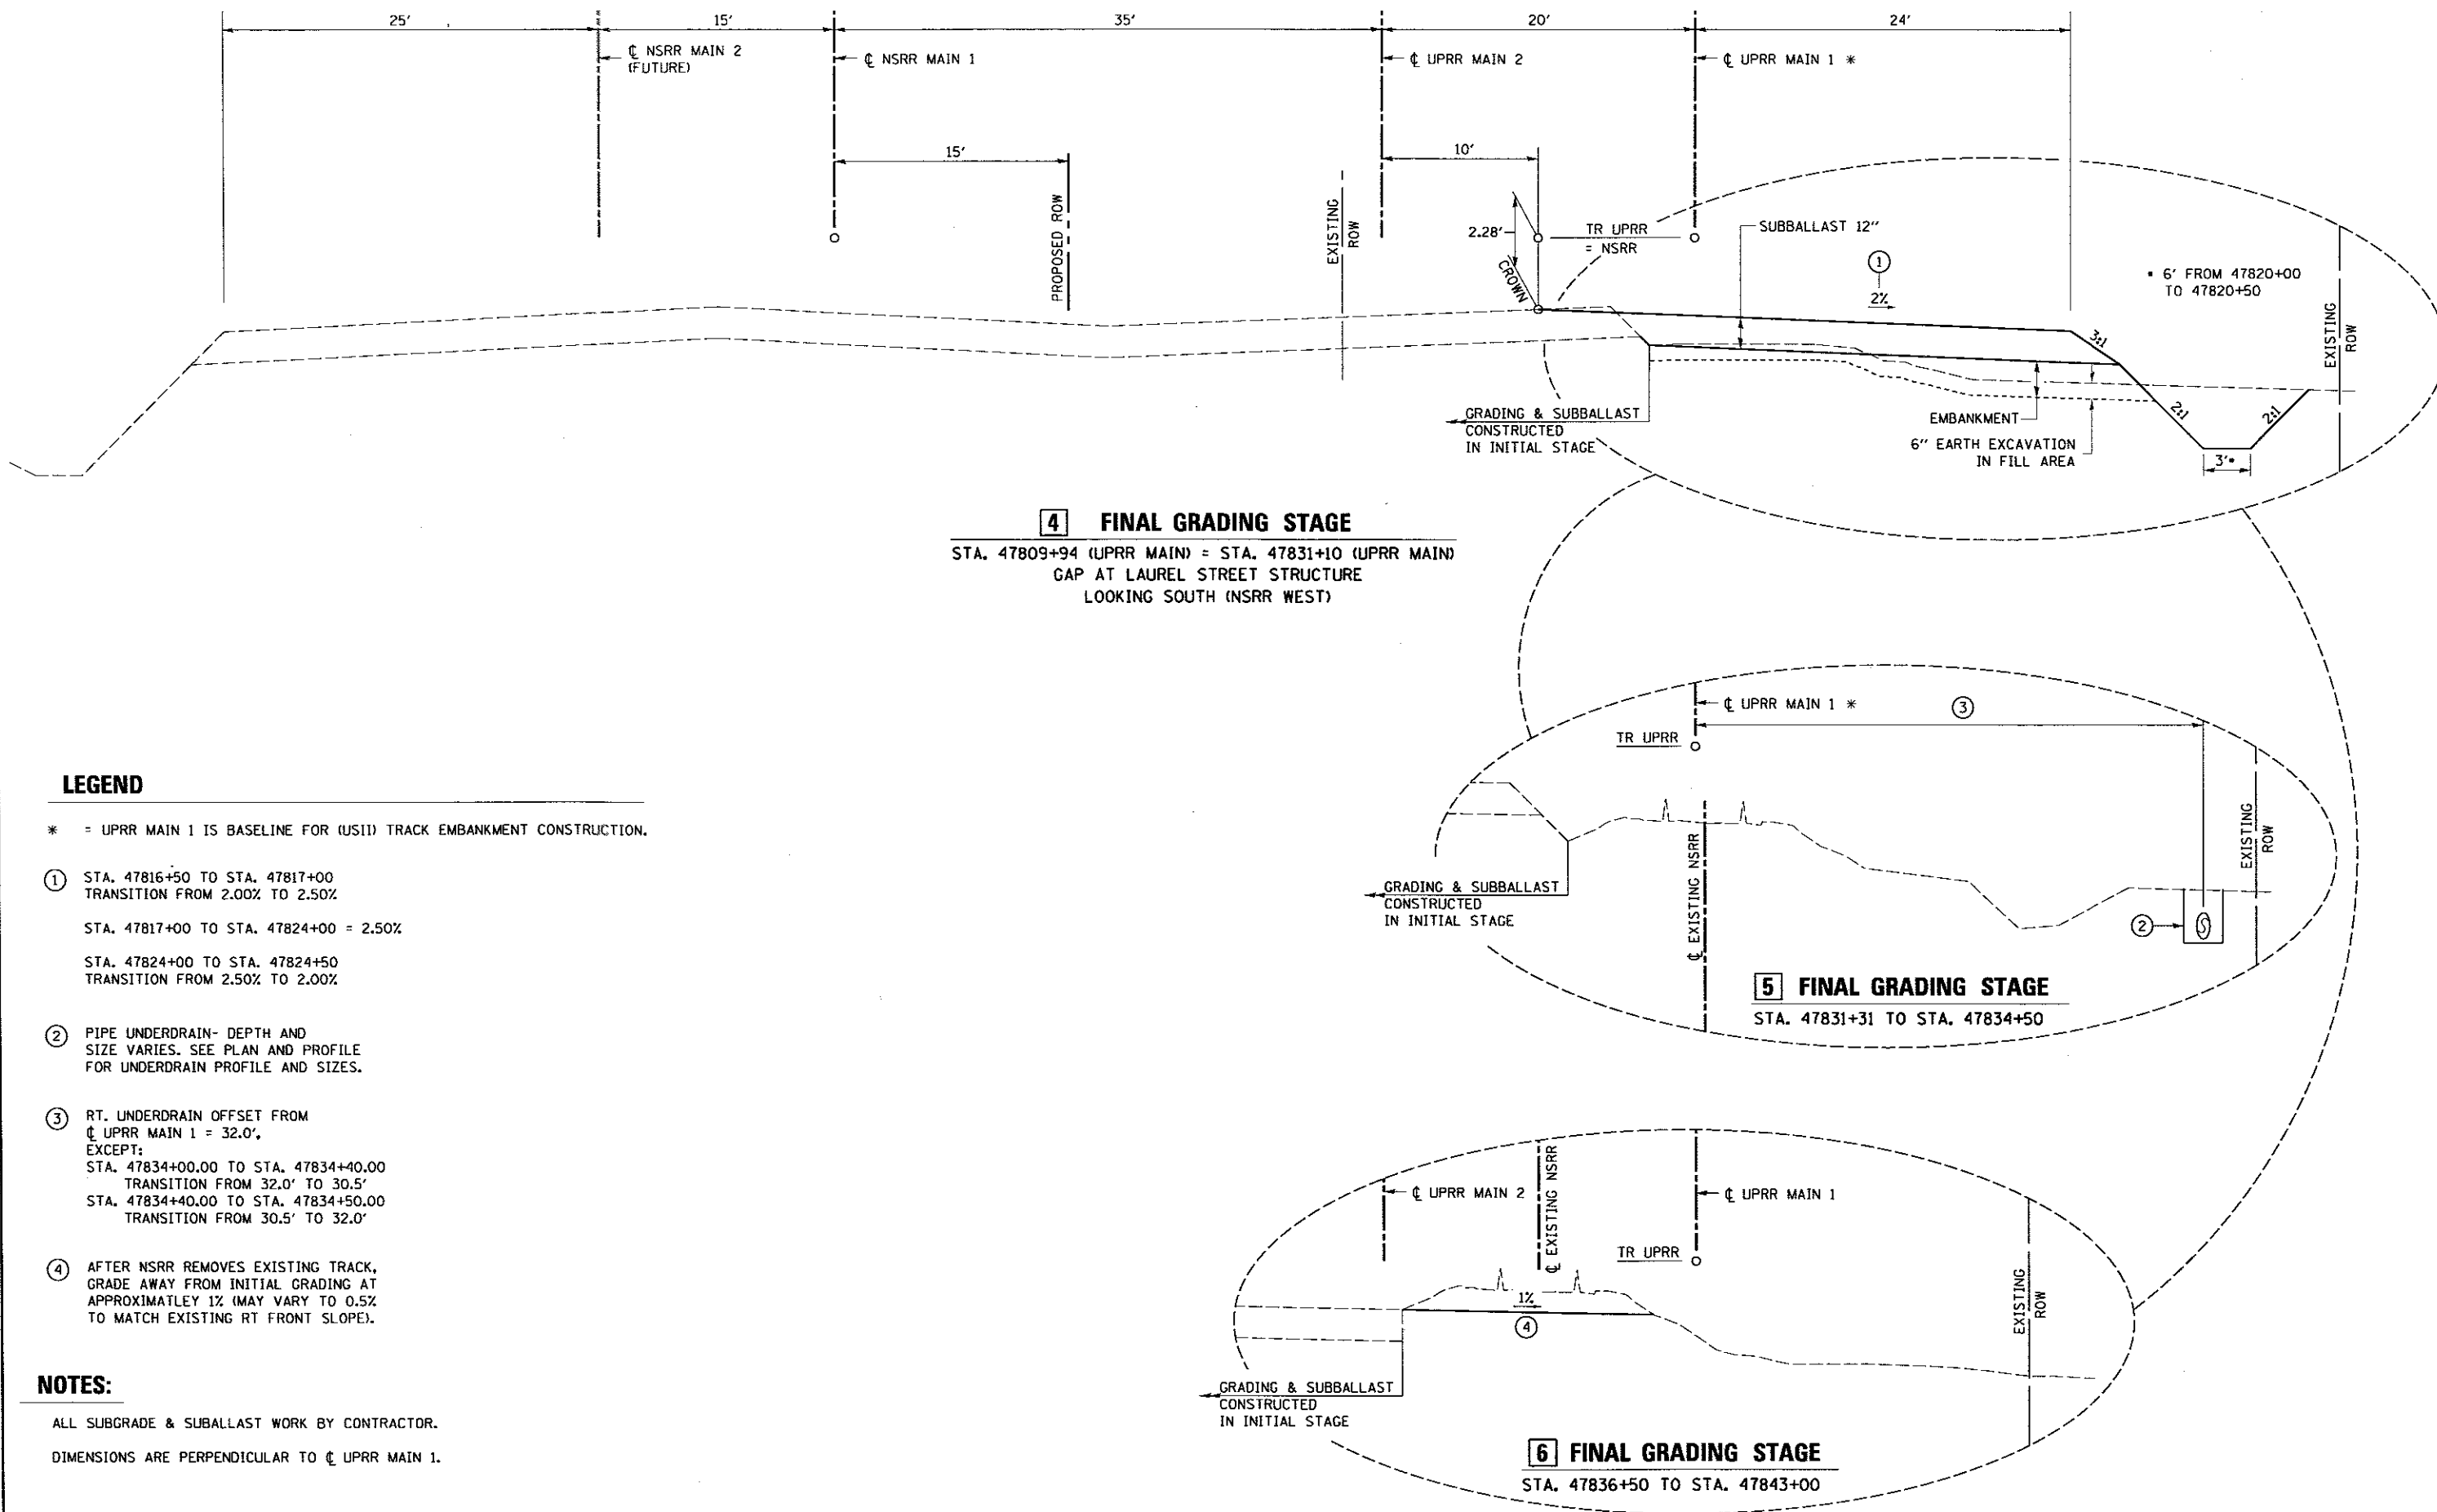 25'
15'
35'
20'
24'
℄ NSRR MAIN 2
(FUTURE)
℄ NSRR MAIN 1
℄ UPRR MAIN 2
℄ UPRR MAIN 1 *
15'
10'
PROPOSED ROW
EXISTING
ROW
2.28'
CROWN
TR UPRR
= NSRR
SUBBALLAST 12"
1
2%
• 6' FROM 47820+00
TO 47820+50
EXISTING
ROW
3:1
2:1
2:1
3'•
EMBANKMENT
6" EARTH EXCAVATION
IN FILL AREA
GRADING & SUBBALLAST
CONSTRUCTED
IN INITIAL STAGE
4 FINAL GRADING STAGE
STA. 47809+94 (UPRR MAIN) = STA. 47831+10 (UPRR MAIN)
GAP AT LAUREL STREET STRUCTURE
LOOKING SOUTH (NSRR WEST)
℄ UPRR MAIN 1 *
3
TR UPRR
℄ EXISTING NSRR
EXISTING
ROW
GRADING & SUBBALLAST
CONSTRUCTED
IN INITIAL STAGE
2
5 FINAL GRADING STAGE
STA. 47831+31 TO STA. 47834+50
℄ UPRR MAIN 2
℄ EXISTING NSRR
℄ UPRR MAIN 1
TR UPRR
1%
4
EXISTING
ROW
GRADING & SUBBALLAST
CONSTRUCTED
IN INITIAL STAGE
6 FINAL GRADING STAGE
STA. 47836+50 TO STA. 47843+00
LEGEND
* = UPRR MAIN 1 IS BASELINE FOR (USII) TRACK EMBANKMENT CONSTRUCTION.
1 STA. 47816+50 TO STA. 47817+00
TRANSITION FROM 2.00% TO 2.50%
STA. 47817+00 TO STA. 47824+00 = 2.50%
STA. 47824+00 TO STA. 47824+50
TRANSITION FROM 2.50% TO 2.00%
2 PIPE UNDERDRAIN- DEPTH AND
SIZE VARIES. SEE PLAN AND PROFILE
FOR UNDERDRAIN PROFILE AND SIZES.
3 RT. UNDERDRAIN OFFSET FROM
℄ UPRR MAIN 1 = 32.0',
EXCEPT:
STA. 47834+00.00 TO STA. 47834+40.00
TRANSITION FROM 32.0' TO 30.5'
STA. 47834+40.00 TO STA. 47834+50.00
TRANSITION FROM 30.5' TO 32.0'
4 AFTER NSRR REMOVES EXISTING TRACK,
GRADE AWAY FROM INITIAL GRADING AT
APPROXIMATLEY 1% (MAY VARY TO 0.5%
TO MATCH EXISTING RT FRONT SLOPE).
NOTES:
ALL SUBGRADE & SUBALLAST WORK BY CONTRACTOR.
DIMENSIONS ARE PERPENDICULAR TO ℄ UPRR MAIN 1.